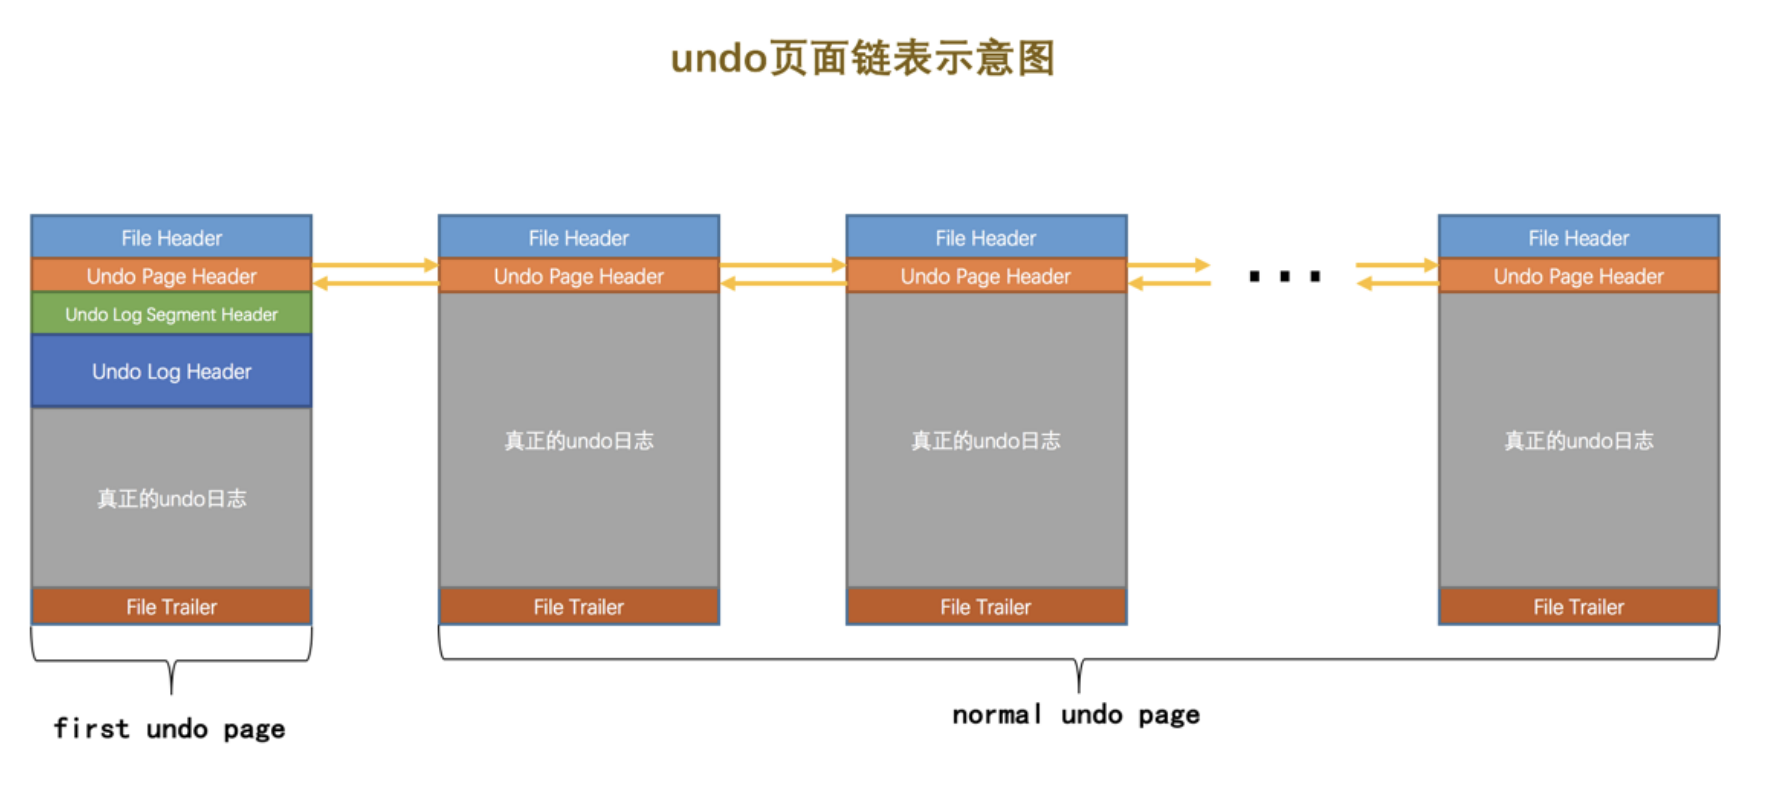 undo页面链表示意图
File Header
Undo Page Header
Undo Log Segment Header
Undo Log Header
真正的undo日志
File Trailer
first undo page
File Header
Undo Page Header
真正的undo日志
File Trailer
File Header
Undo Page Header
真正的undo日志
File Trailer
...
File Header
Undo Page Header
真正的undo日志
File Trailer
normal undo page